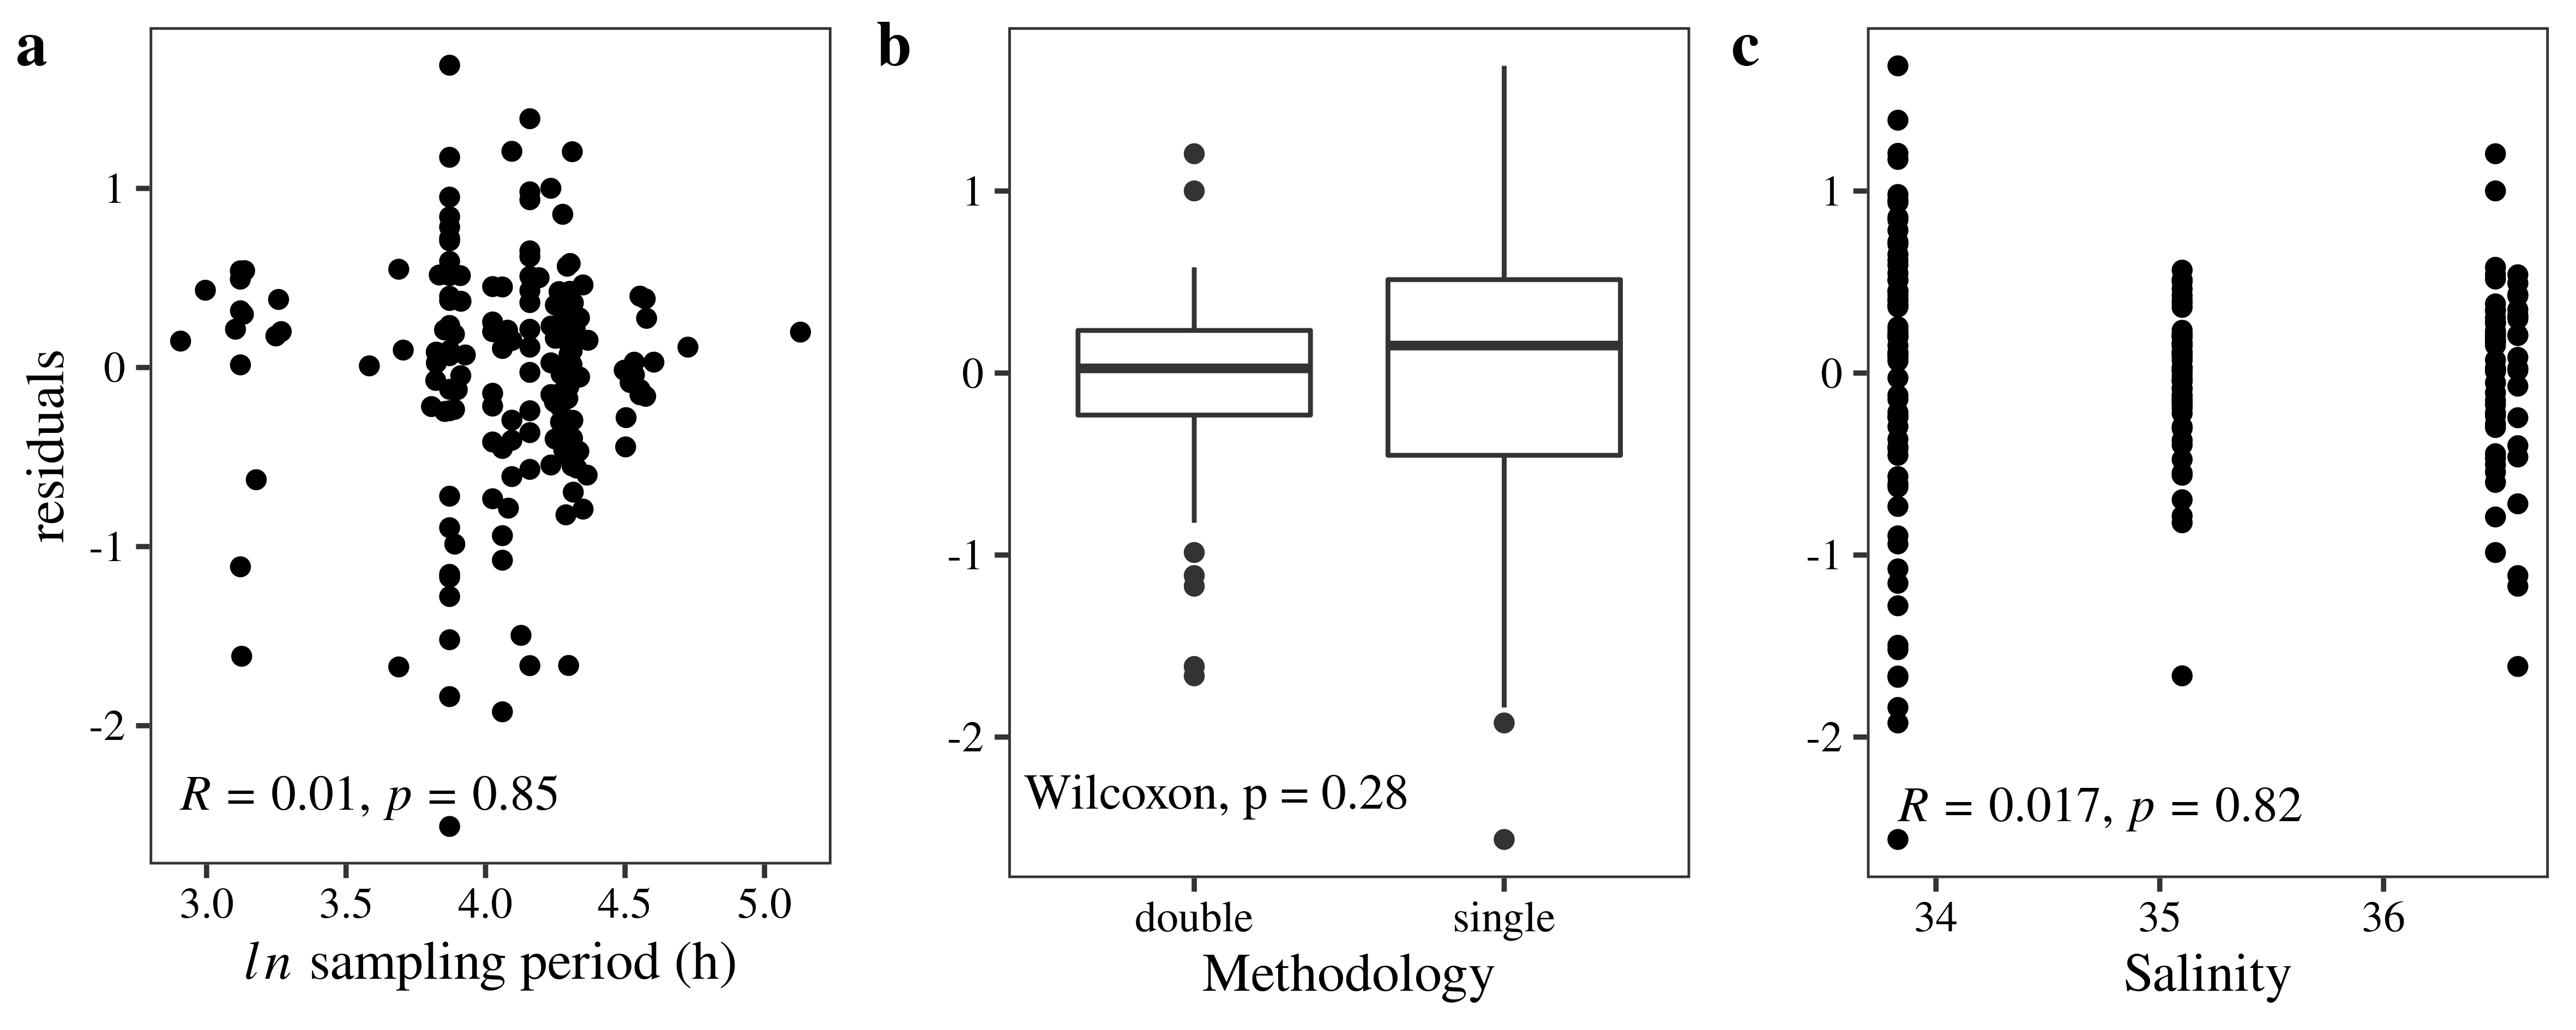 a
1
0
-1
-2
residuals
R = 0.01, p = 0.85
3.0 3.5 4.0 4.5 5.0
ln sampling period (h)
b
1
0
-1
-2
Wilcoxon, p = 0.28
double single
Methodology
c
1
0
-1
-2
R = 0.017, p = 0.82
34 35 36
Salinity